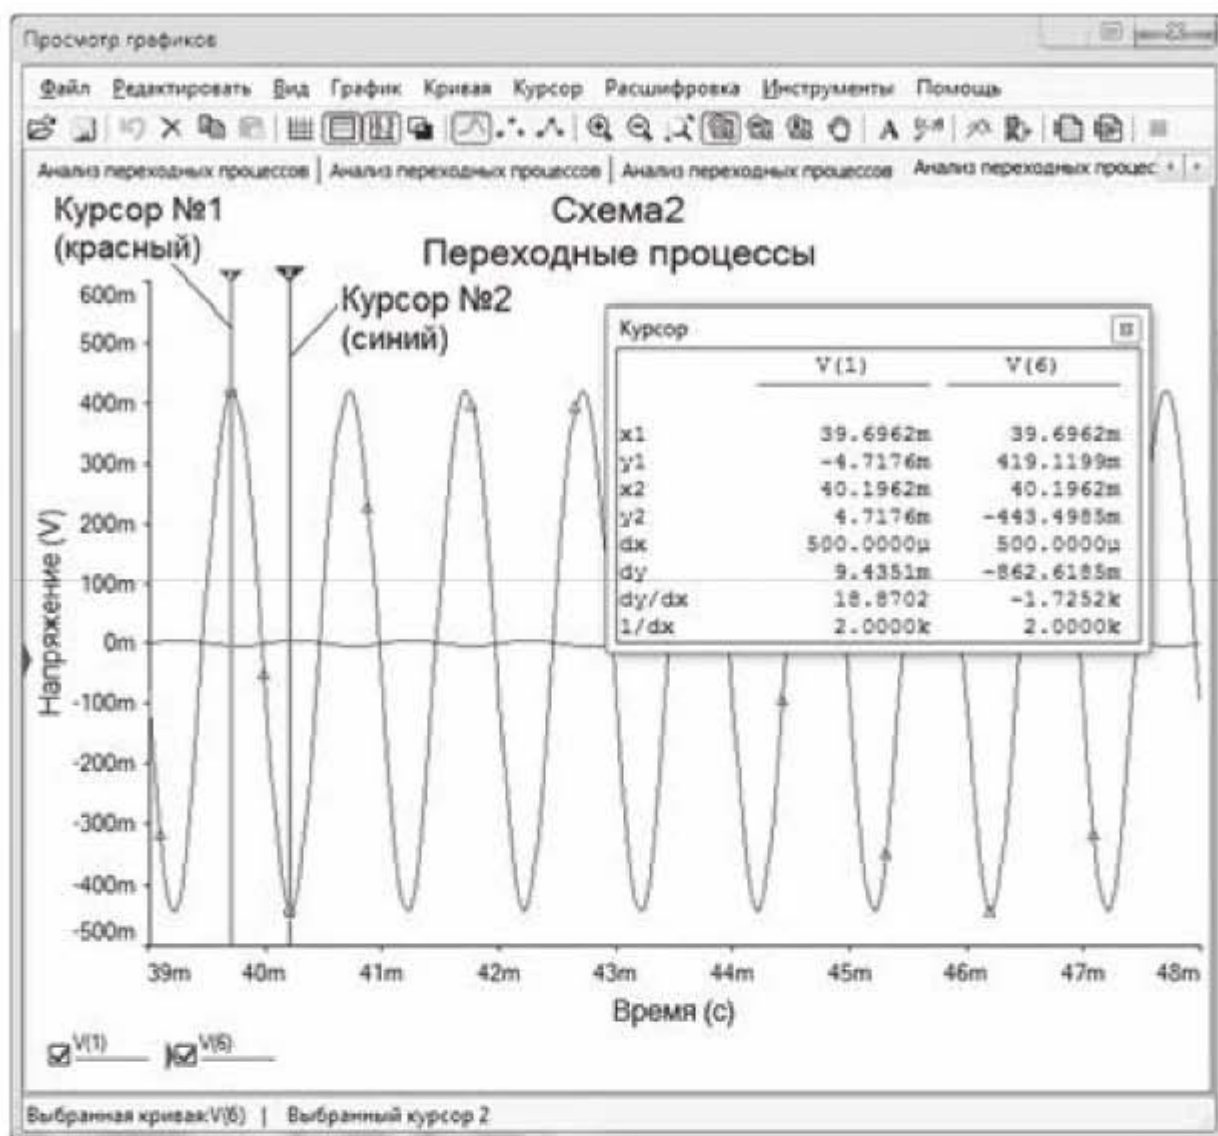 Просмотр графиков
Файл Редактировать Вид График Кривая Курсор Расшифровка Инструменты Помощь
Анализ переходных процессов Анализ переходных процессов Анализ переходных процессов Анализ переходных процес
Курсор №1
(красный)
Схема2
Переходные процессы
Курсор №2
(синий)
Курсор
V(1) V(6)
x1 39.6962m 39.6962m
y1 -4.7176m 419.1199m
x2 40.1962m 40.1962m
y2 4.7176m -443.4985m
dx 500.0000µ 500.0000µ
dy 9.4351m -862.6185m
dy/dx 18.8702 -1.7252k
1/dx 2.0000k 2.0000k
Напряжение (V)
600m
500m
400m
300m
200m
100m
0m
-100m
-200m
-300m
-400m
-500m
39m 40m 41m 42m 43m 44m 45m 46m 47m 48m
Время (с)
V(1) V(6)
Выбранная кривая:V(6) | Выбранный курсор 2